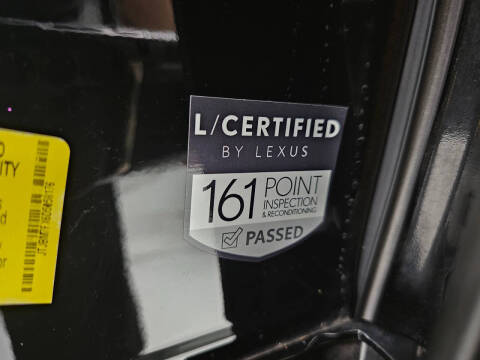 L/CERTIFIED
BY LEXUS
161 POINT
INSPECTION
& RECONDITIONING
PASSED